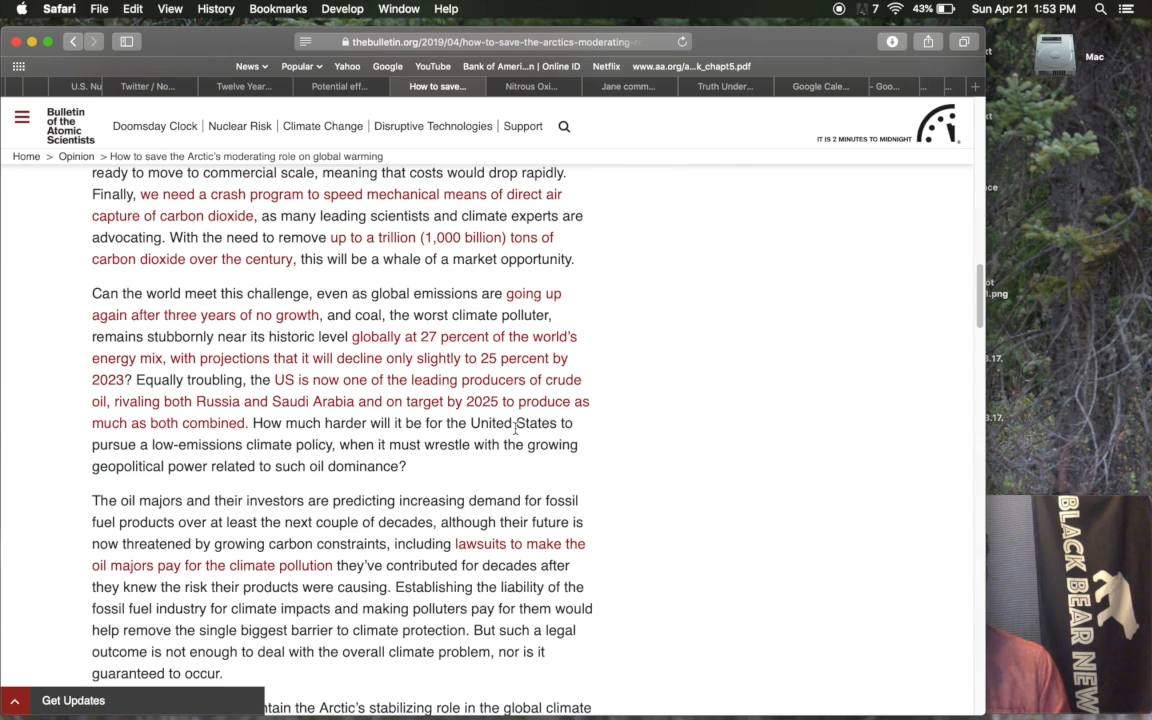 Safari File Edit View History Bookmarks Develop Window Help
7 43% Sun Apr 21 1:53 PM
thebulletin.org/2019/04/how-to-save-the-arctics-moderating-r
News Popular Yahoo Google YouTube Bank of Ameri...n | Online ID Netflix www.aa.org/a...k_chapt5.pdf
U.S. Nu Twitter / No... Twelve Year... Potential eff... How to save... Nitrous Oxi... Jane comm... Truth Under... Google Cale... - Goo... ... ...
Mac
Bulletin
of the
Atomic
Scientists
Doomsday Clock | Nuclear Risk | Climate Change | Disruptive Technologies | Support
IT IS 2 MINUTES TO MIDNIGHT
Home > Opinion > How to save the Arctic's moderating role on global warming
ready to move to commercial scale, meaning that costs would drop rapidly.
Finally, we need a crash program to speed mechanical means of direct air
capture of carbon dioxide, as many leading scientists and climate experts are
advocating. With the need to remove up to a trillion (1,000 billion) tons of
carbon dioxide over the century, this will be a whale of a market opportunity.
Can the world meet this challenge, even as global emissions are going up
again after three years of no growth, and coal, the worst climate polluter,
remains stubbornly near its historic level globally at 27 percent of the world's
energy mix, with projections that it will decline only slightly to 25 percent by
2023? Equally troubling, the US is now one of the leading producers of crude
oil, rivaling both Russia and Saudi Arabia and on target by 2025 to produce as
much as both combined. How much harder will it be for the United States to
pursue a low-emissions climate policy, when it must wrestle with the growing
geopolitical power related to such oil dominance?
The oil majors and their investors are predicting increasing demand for fossil
fuel products over at least the next couple of decades, although their future is
now threatened by growing carbon constraints, including lawsuits to make the
oil majors pay for the climate pollution they've contributed for decades after
they knew the risk their products were causing. Establishing the liability of the
fossil fuel industry for climate impacts and making polluters pay for them would
help remove the single biggest barrier to climate protection. But such a legal
outcome is not enough to deal with the overall climate problem, nor is it
guaranteed to occur.
Get Updates
ntain the Arctic's stabilizing role in the global climate
1.png
3.17.
3.17.
BLACK BEAR NEW